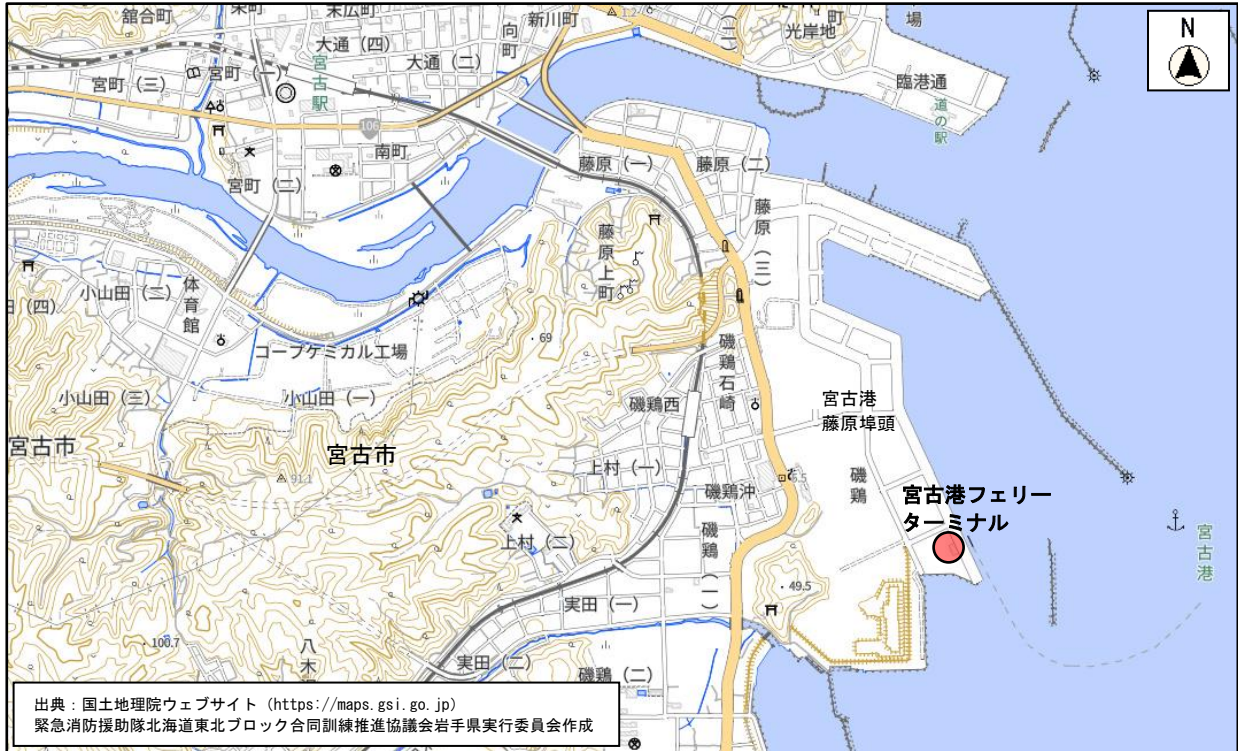 舘合町
栄町
末広町
向町
新川町
1.2
町
光岸地
場
N
大通（四）
大通（二）
宮町（三）
宮町（一）
宮古駅
臨港通
道の駅
106
南町
宮町（二）
藤原（一）
藤原（二）
藤原上町
藤原（三）
小山田（二）
体育館
（四）
コープケミカル工場
69
磯鶏石崎
小山田（三）
小山田（一）
磯鶏西
宮古港
藤原埠頭
宮古市
宮古市
91.1
上村（一）
磯鶏沖
6.5
磯鶏
宮古港フェリー
ターミナル
宮古港
上村（二）
磯鶏（一）
49.5
実田（一）
100.7
八木
実田（二）
磯鶏（二）
出典：国土地理院ウェブサイト（https://maps.gsi.go.jp）
緊急消防援助隊北海道東北ブロック合同訓練推進協議会岩手県実行委員会作成